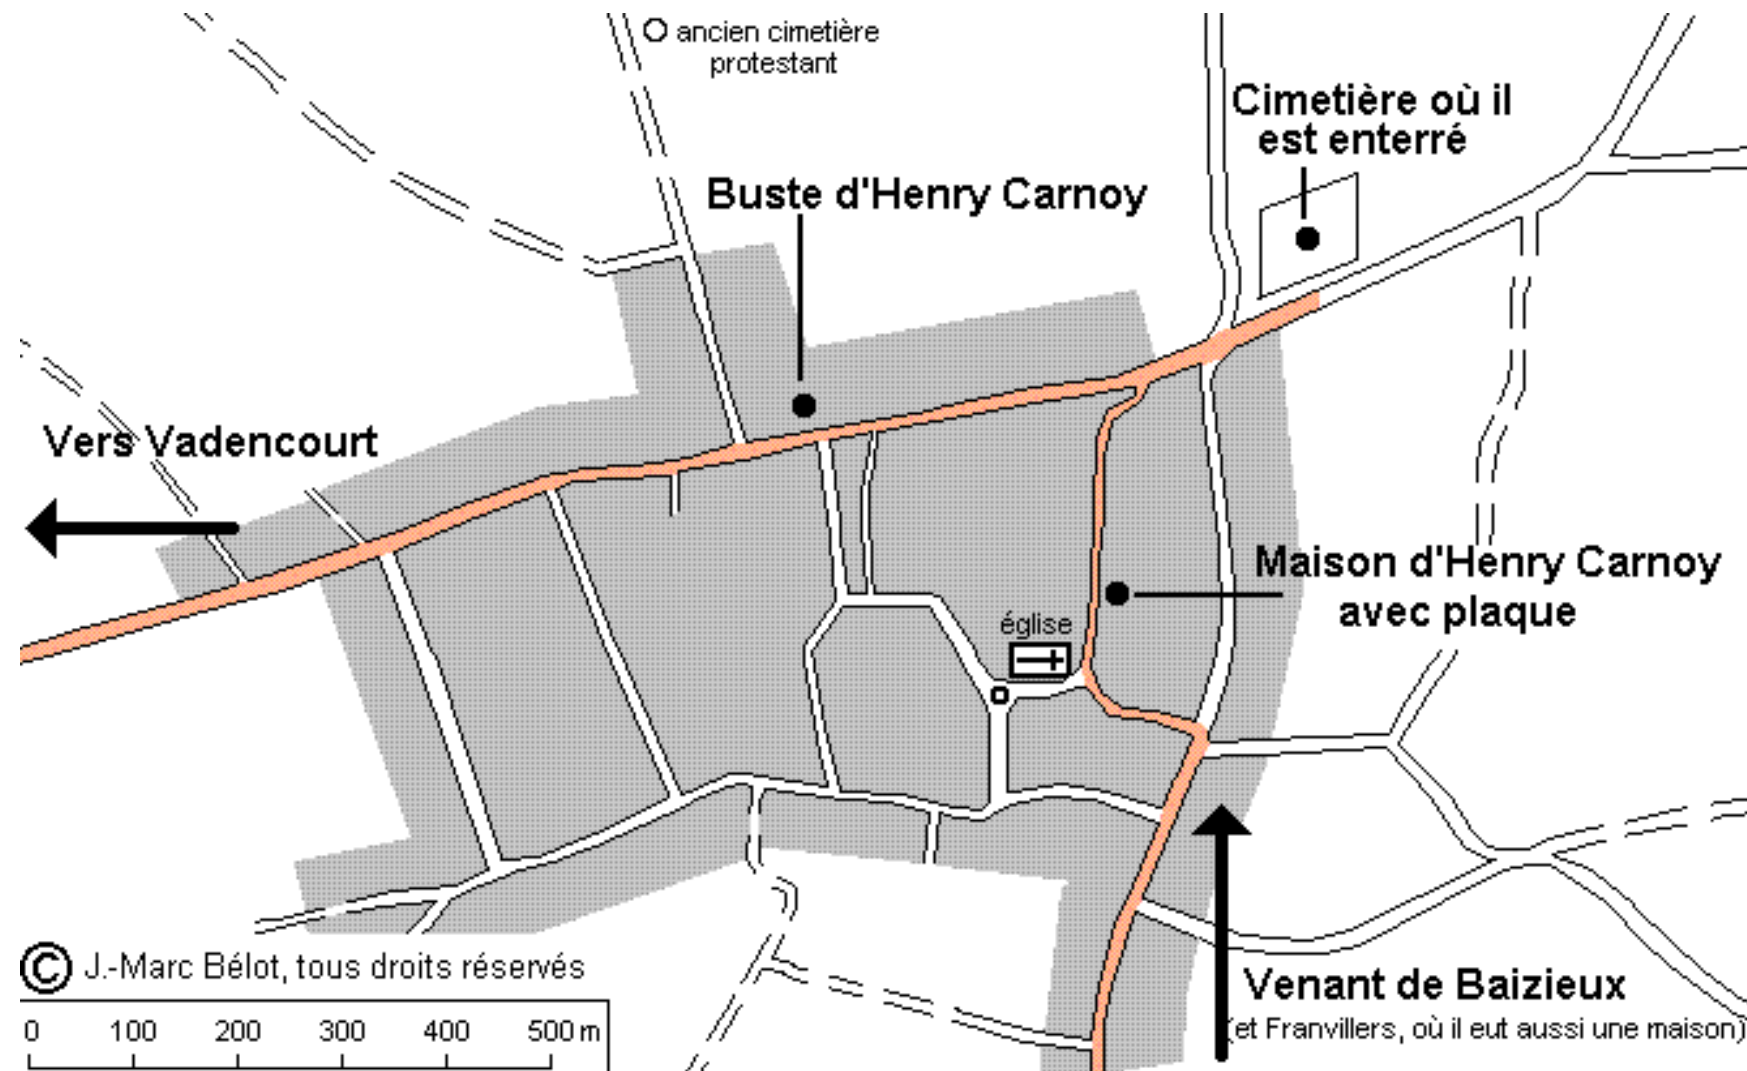 ancien cimetière
protestant
Cimetière où il
est enterré
Buste d'Henry Carnoy
Vers Vadencourt
Maison d'Henry Carnoy
avec plaque
église
© J.-Marc Bélot, tous droits réservés
0 100 200 300 400 500 m
Venant de Baizieux
(et Franvillers, où il eut aussi une maison)